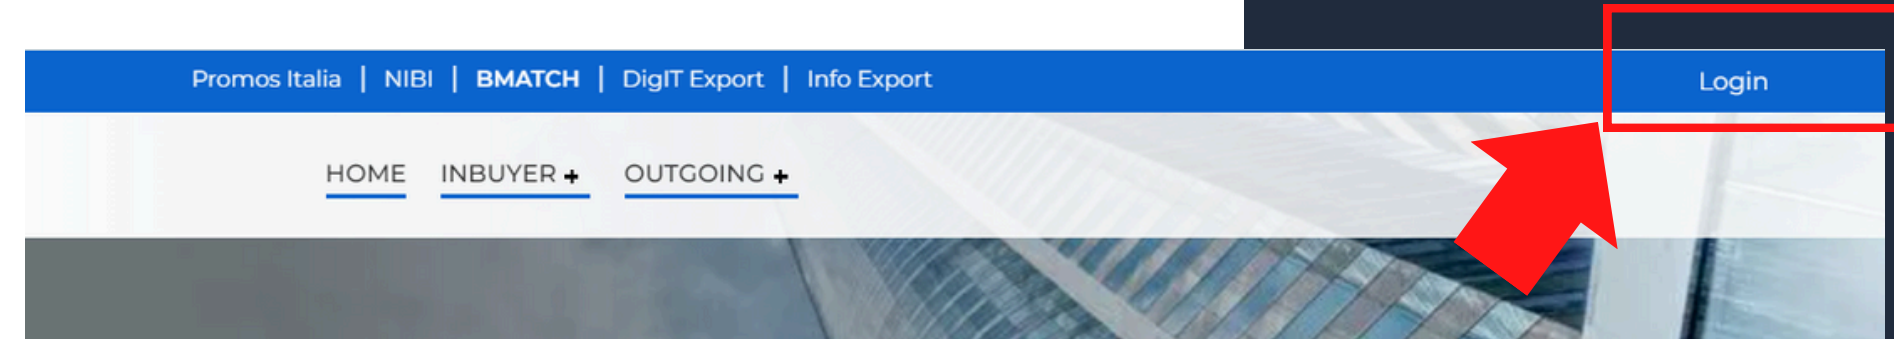 Promos Italia | NIBI | BMATCH | DigIT Export | Info Export Login
HOME INBUYER + OUTGOING +